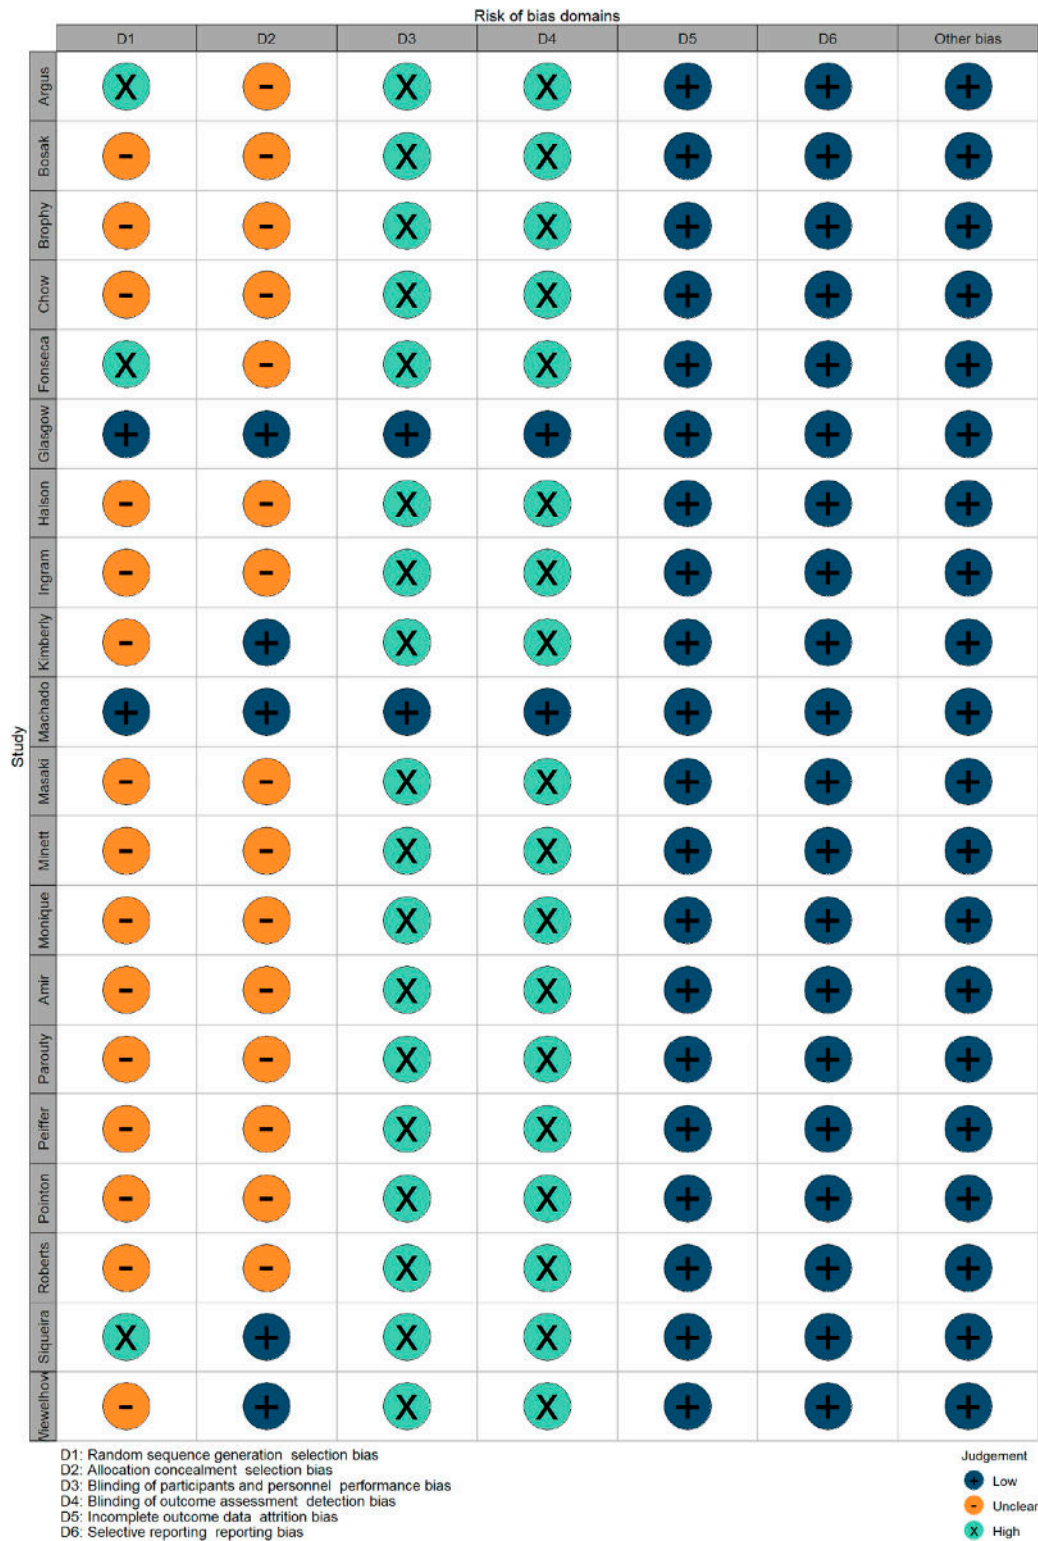 Risk of bias domains
D1 D2 D3 D4 D5 D6 Other bias
Study
Argus X - X X + + +
Bosak - - X X + + +
Brophy - - X X + + +
Chow - - X X + + +
Fonseca X - X X + + +
Glasgow + + + + + + +
Halson - - X X + + +
Ingram - - X X + + +
Kimberly - + X X + + +
Machado + + + + + + +
Masaki - - X X + + +
Minett - - X X + + +
Monique - - X X + + +
Amir - - X X + + +
Parouty - - X X + + +
Peiffer - - X X + + +
Pointon - - X X + + +
Roberts - - X X + + +
Siqueira X + X X + + +
- + X X + + +
D1: Random sequence generation selection bias
D2: Allocation concealment selection bias
D3: Blinding of participants and personnel performance bias
D4: Blinding of outcome assessment detection bias
D5: Incomplete outcome data attrition bias
D6: Selective reporting reporting bias
Judgement
+ Low
- Unclear
X High